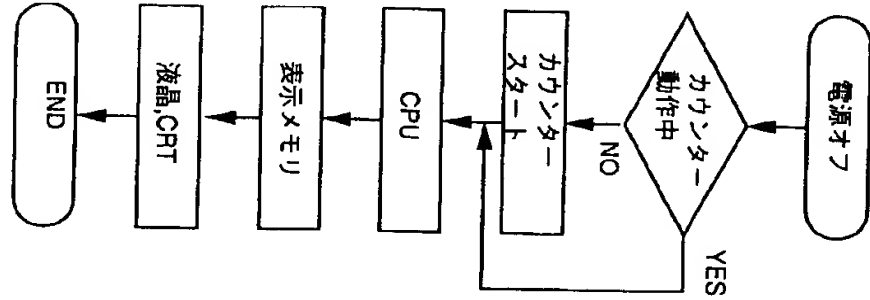 電源オフ
カウンター
動作中
YES
NO
カウンター
スタート
CPU
表示メモリ
液晶,CRT
END